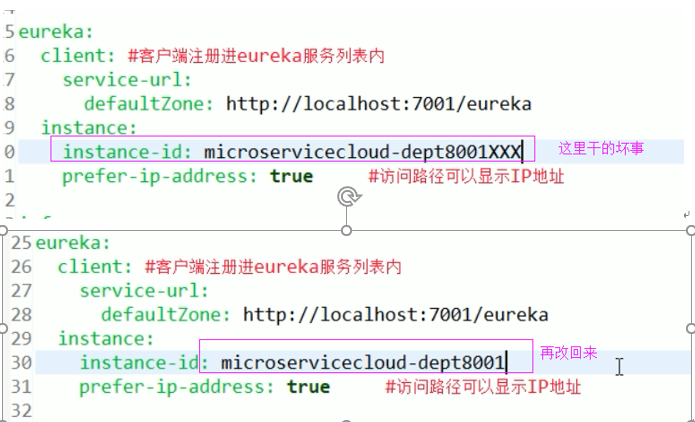 5 eureka:
6 client: #客户端注册进eureka服务列表内
7 service-url:
8 defaultZone: http://localhost:7001/eureka
9 instance:
0 instance-id: microservicecloud-dept8001XXX 这里干的坏事
1 prefer-ip-address: true #访问路径可以显示IP地址
2
25 eureka:
26 client: #客户端注册进eureka服务列表内
27 service-url:
28 defaultZone: http://localhost:7001/eureka
29 instance:
30 instance-id: microservicecloud-dept8001 再改回来
31 prefer-ip-address: true #访问路径可以显示IP地址
32